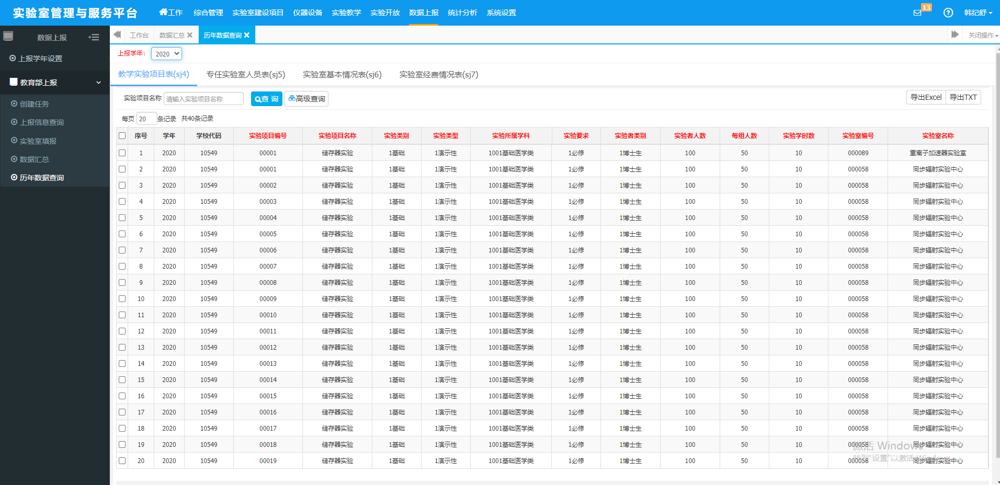 实验室管理与服务平台 工作 综合管理 实验室建设项目 仪器设备 实验教学 实验开放 数据上报 统计分析 系统设置 13 韩纪舒
数据上报 工作台 数据汇总 历年数据查询 关闭操作
上报学年设置
教育部上报
创建任务
上报信息查询
实验室填报
数据汇总
历年数据查询
上报学年: 2020
教学实验项目表(sj4) 专任实验室人员表(sj5) 实验室基本情况表(sj6) 实验室经费情况表(sj7)
实验项目名称 请输入实验项目名称 查 询 高级查询 导出Excel 导出TXT
每页 20 条记录 共40条记录
序号 学年 学校代码 实验项目编号 实验项目名称 实验类别 实验类型 实验所属学科 实验要求 实验者类别 实验者人数 每组人数 实验学时数 实验室编号 实验室名称
1 2020 10549 00001 储存器实验 1基础 1演示性 1001基础医学类 1必修 1博士生 100 50 10 000089 重离子加速器实验室
2 2020 10549 00001 储存器实验 1基础 1演示性 1001基础医学类 1必修 1博士生 100 50 10 000058 同步辐射实验中心
3 2020 10549 00002 储存器实验 1基础 1演示性 1001基础医学类 1必修 1博士生 100 50 10 000058 同步辐射实验中心
4 2020 10549 00003 储存器实验 1基础 1演示性 1001基础医学类 1必修 1博士生 100 50 10 000058 同步辐射实验中心
5 2020 10549 00004 储存器实验 1基础 1演示性 1001基础医学类 1必修 1博士生 100 50 10 000058 同步辐射实验中心
6 2020 10549 00005 储存器实验 1基础 1演示性 1001基础医学类 1必修 1博士生 100 50 10 000058 同步辐射实验中心
7 2020 10549 00006 储存器实验 1基础 1演示性 1001基础医学类 1必修 1博士生 100 50 10 000058 同步辐射实验中心
8 2020 10549 00007 储存器实验 1基础 1演示性 1001基础医学类 1必修 1博士生 100 50 10 000058 同步辐射实验中心
9 2020 10549 00008 储存器实验 1基础 1演示性 1001基础医学类 1必修 1博士生 100 50 10 000058 同步辐射实验中心
10 2020 10549 00009 储存器实验 1基础 1演示性 1001基础医学类 1必修 1博士生 100 50 10 000058 同步辐射实验中心
11 2020 10549 00010 储存器实验 1基础 1演示性 1001基础医学类 1必修 1博士生 100 50 10 000058 同步辐射实验中心
12 2020 10549 00011 储存器实验 1基础 1演示性 1001基础医学类 1必修 1博士生 100 50 10 000058 同步辐射实验中心
13 2020 10549 00012 储存器实验 1基础 1演示性 1001基础医学类 1必修 1博士生 100 50 10 000058 同步辐射实验中心
14 2020 10549 00013 储存器实验 1基础 1演示性 1001基础医学类 1必修 1博士生 100 50 10 000058 同步辐射实验中心
15 2020 10549 00014 储存器实验 1基础 1演示性 1001基础医学类 1必修 1博士生 100 50 10 000058 同步辐射实验中心
16 2020 10549 00015 储存器实验 1基础 1演示性 1001基础医学类 1必修 1博士生 100 50 10 000058 同步辐射实验中心
17 2020 10549 00016 储存器实验 1基础 1演示性 1001基础医学类 1必修 1博士生 100 50 10 000058 同步辐射实验中心
18 2020 10549 00017 储存器实验 1基础 1演示性 1001基础医学类 1必修 1博士生 100 50 10 000058 同步辐射实验中心
19 2020 10549 00018 储存器实验 1基础 1演示性 1001基础医学类 1必修 1博士生 100 50 10 000058 同步辐射实验中心
20 2020 10549 00019 储存器实验 1基础 1演示性 1001基础医学类 1必修 1博士生 100 50 10 000058 同步辐射实验中心
激活 Windows
转到"设置"以激活 Windows。